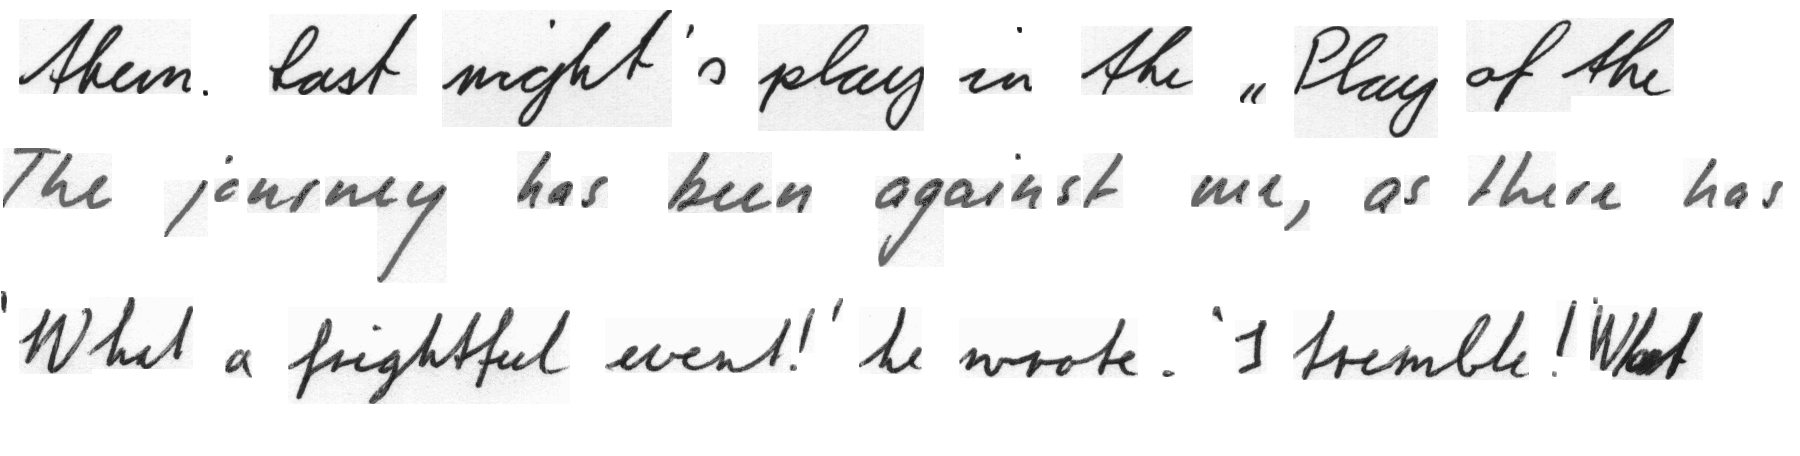 them. Last night's play in the „Play of the
The journey has been against me, as there has
'What a frightful event!' he wrote. 'I tremble! What